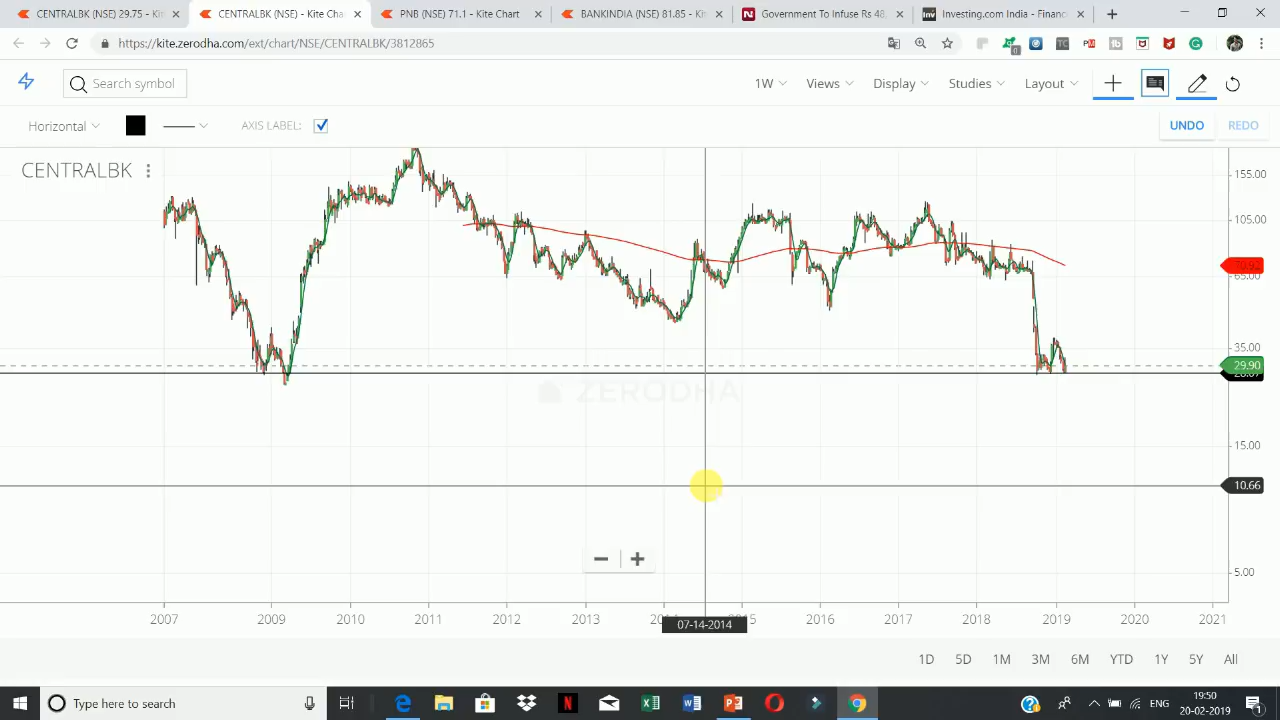 CENTRALBK (NSE) 29.75 - Kite
CENTRALBK (NSE) - Kite Cha
PNB (NSE) 71.1 - Kite Chart
BANKINDIA (NSE) 81.85 - Ki
Government To Infuse Rs 48,
Investing.com India - Financ
https://kite.zerodha.com/ext/chart/NSE/CENTRALBK/3812865
Search symbol
1W
Views
Display
Studies
Layout
Horizontal
AXIS LABEL:
UNDO
REDO
CENTRALBK
155.00
105.00
65.00
35.00
29.90
15.00
10.66
5.00
ZERODHA
2007
2009
2010
2011
2012
2013
07-14-2014
2015
2016
2017
2018
2019
2020
2021
1D
5D
1M
3M
6M
YTD
1Y
5Y
All
Type here to search
ENG
19:50
20-02-2019